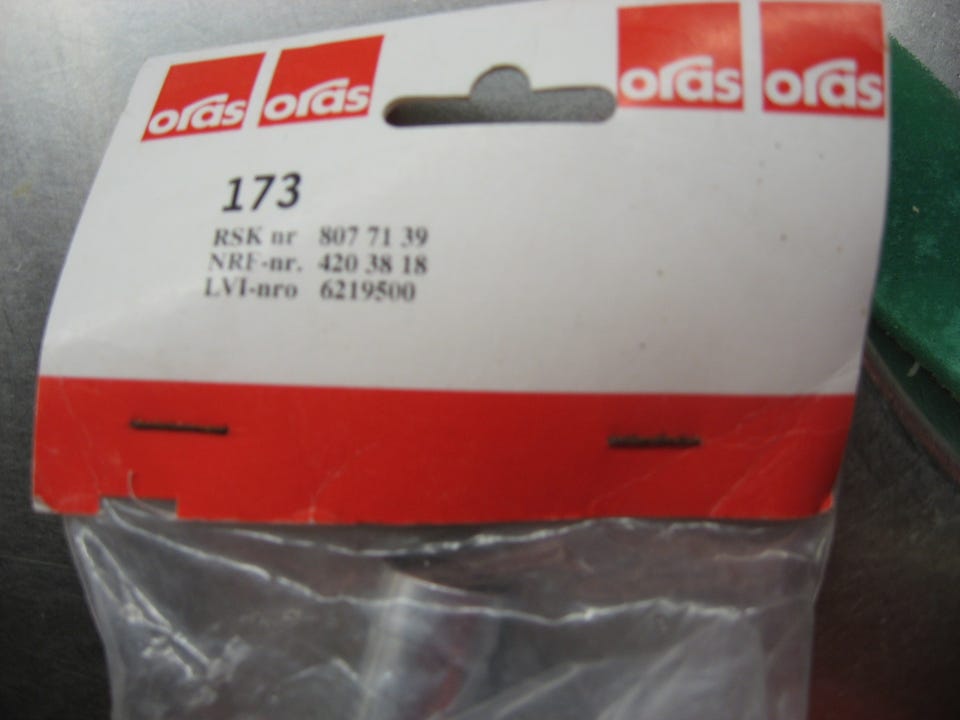 oras oras oras oras
173
RSK nr 807 71 39
NRF-nr. 420 38 18
LVI-nro 6219500